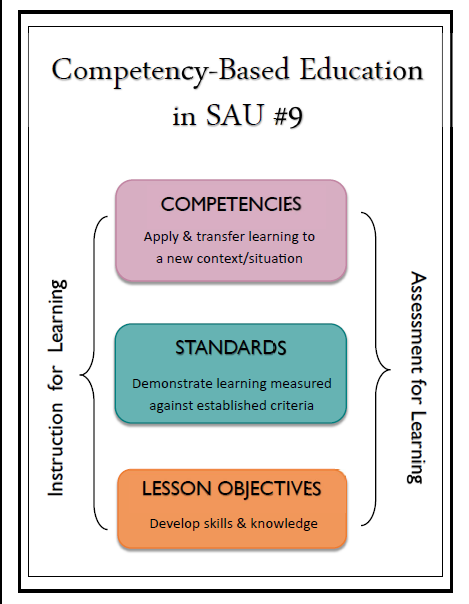 Competency-Based Education
in SAU #9
COMPETENCIES
Apply & transfer learning to
a new context/situation
Instruction for Learning
Assessment for Learning
STANDARDS
Demonstrate learning measured
against established criteria
LESSON OBJECTIVES
Develop skills & knowledge